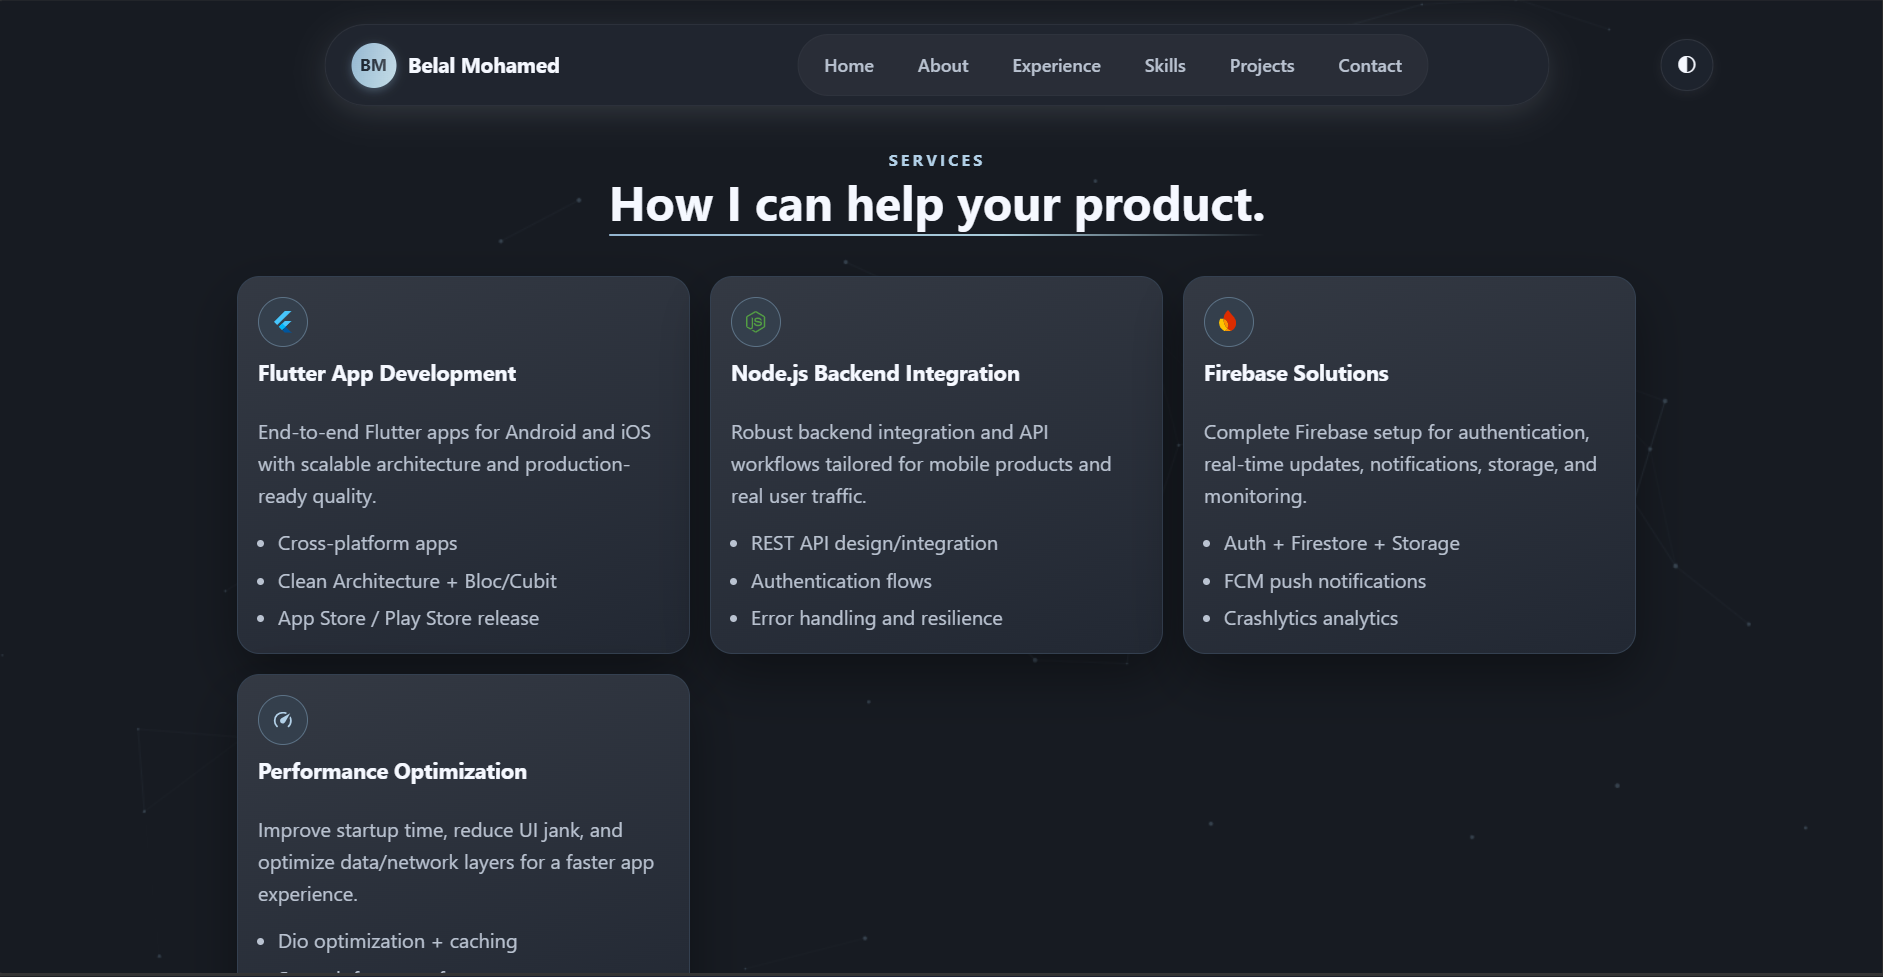 BM Belal Mohamed
Home About Experience Skills Projects Contact
SERVICES
How I can help your product.
Flutter App Development
End-to-end Flutter apps for Android and iOS
with scalable architecture and production-
ready quality.
• Cross-platform apps
• Clean Architecture + Bloc/Cubit
• App Store / Play Store release
JS
Node.js Backend Integration
Robust backend integration and API
workflows tailored for mobile products and
real user traffic.
• REST API design/integration
• Authentication flows
• Error handling and resilience
Firebase Solutions
Complete Firebase setup for authentication,
real-time updates, notifications, storage, and
monitoring.
• Auth + Firestore + Storage
• FCM push notifications
• Crashlytics analytics
Performance Optimization
Improve startup time, reduce UI jank, and
optimize data/network layers for a faster app
experience.
• Dio optimization + caching